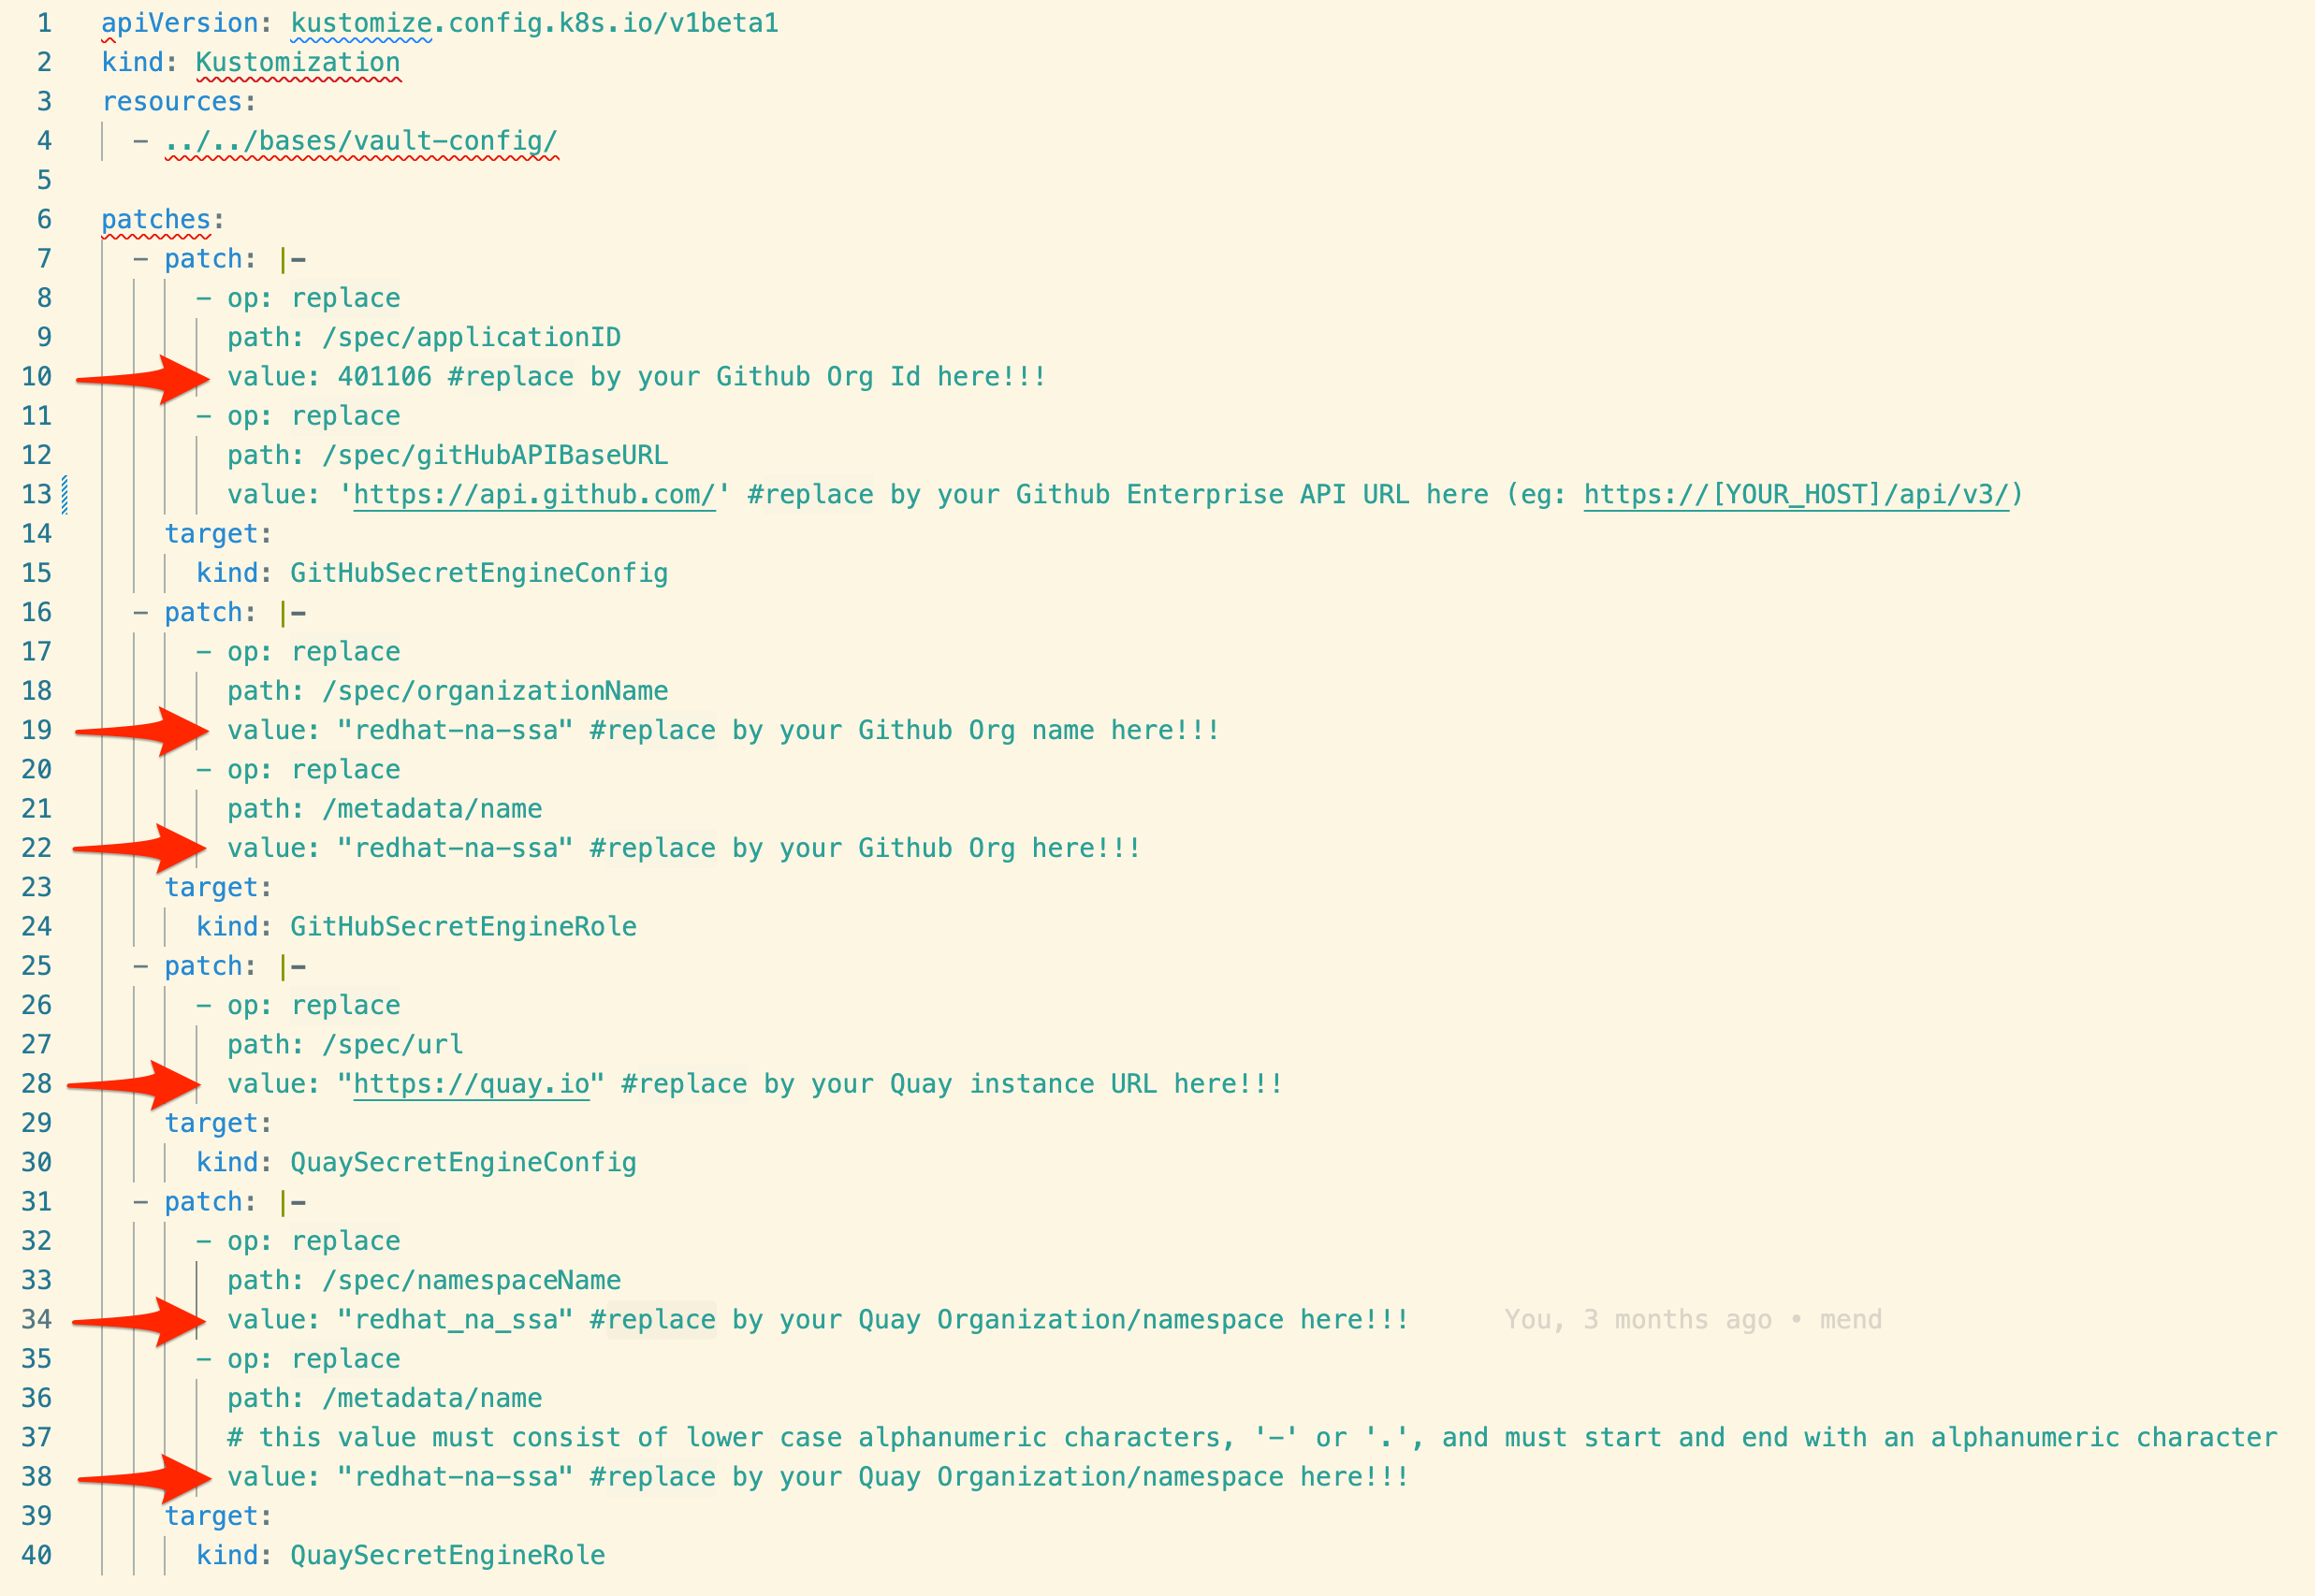 1 apiVersion: kustomize.config.k8s.io/v1beta1
2 kind: Kustomization
3 resources:
4   - ../../bases/vault-config/
5
6 patches:
7   - patch: |-
8       - op: replace
9         path: /spec/applicationID
10         value: 401106 #replace by your Github Org Id here!!!
11       - op: replace
12         path: /spec/gitHubAPIBaseURL
13         value: 'https://api.github.com/' #replace by your Github Enterprise API URL here (eg: https://[YOUR_HOST]/api/v3/)
14     target:
15       kind: GitHubSecretEngineConfig
16   - patch: |-
17       - op: replace
18         path: /spec/organizationName
19         value: "redhat-na-ssa" #replace by your Github Org name here!!!
20       - op: replace
21         path: /metadata/name
22         value: "redhat-na-ssa" #replace by your Github Org here!!!
23     target:
24       kind: GitHubSecretEngineRole
25   - patch: |-
26       - op: replace
27         path: /spec/url
28         value: "https://quay.io" #replace by your Quay instance URL here!!!
29     target:
30       kind: QuaySecretEngineConfig
31   - patch: |-
32       - op: replace
33         path: /spec/namespaceName
34         value: "redhat_na_ssa" #replace by your Quay Organization/namespace here!!!      You, 3 months ago • mend
35       - op: replace
36         path: /metadata/name
37         # this value must consist of lower case alphanumeric characters, '-' or '.', and must start and end with an alphanumeric character
38         value: "redhat-na-ssa" #replace by your Quay Organization/namespace here!!!
39     target:
40       kind: QuaySecretEngineRole